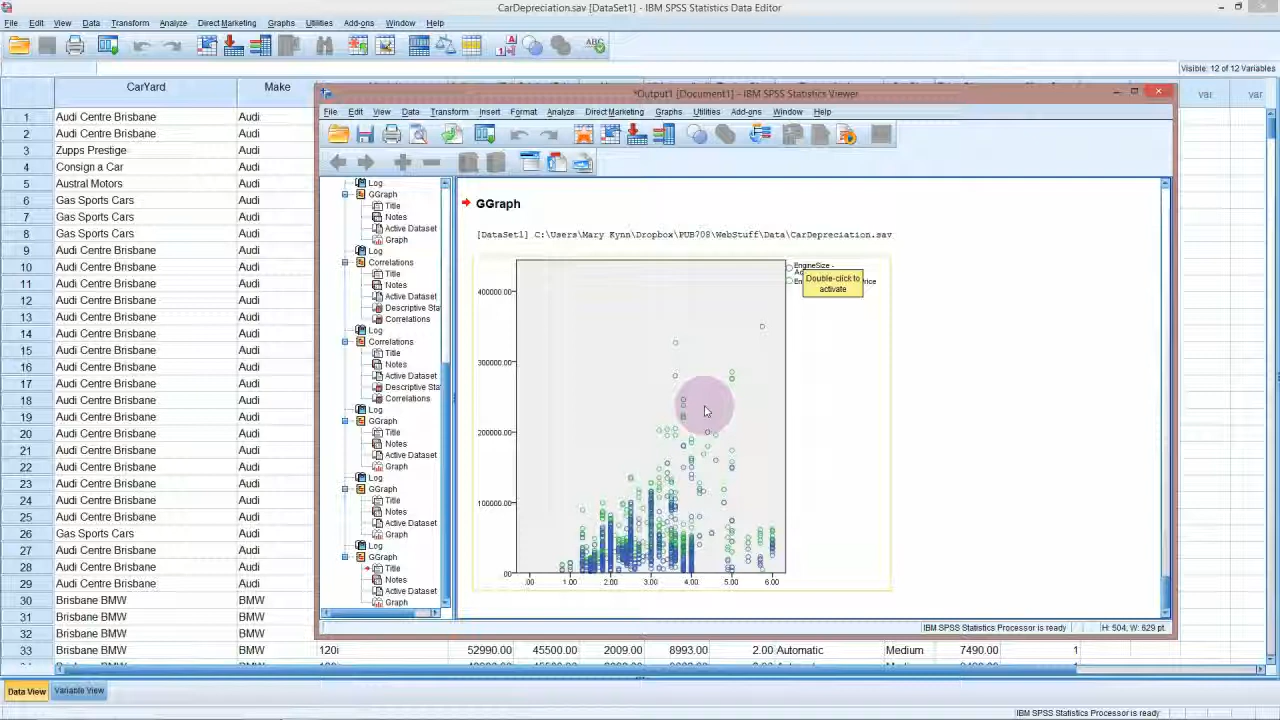 CarDepreciation.sav [DataSet1] - IBM SPSS Statistics Data Editor
File Edit View Data Transform Analyze Direct Marketing Graphs Utilities Add-ons Window Help
Visible: 12 of 12 Variables
CarYard Make var var
1 Audi Centre Brisbane Audi
2 Audi Centre Brisbane Audi
3 Zupps Prestige Audi
4 Consign a Car Audi
5 Austral Motors Audi
6 Gas Sports Cars Audi
7 Gas Sports Cars Audi
8 Gas Sports Cars Audi
9 Audi Centre Brisbane Audi
10 Audi Centre Brisbane Audi
11 Audi Centre Brisbane Audi
12 Audi Centre Brisbane Audi
13 Audi Centre Brisbane Audi
14 Audi Centre Brisbane Audi
15 Audi Centre Brisbane Audi
16 Audi Centre Brisbane Audi
17 Audi Centre Brisbane Audi
18 Audi Centre Brisbane Audi
19 Audi Centre Brisbane Audi
20 Audi Centre Brisbane Audi
21 Audi Centre Brisbane Audi
22 Audi Centre Brisbane Audi
23 Audi Centre Brisbane Audi
24 Audi Centre Brisbane Audi
25 Audi Centre Brisbane Audi
26 Gas Sports Cars Audi
27 Audi Centre Brisbane Audi
28 Audi Centre Brisbane Audi
29 Audi Centre Brisbane Audi
30 Brisbane BMW BMW
31 Brisbane BMW BMW
32 Brisbane BMW BMW
33 Brisbane BMW BMW 120i 52990.00 45500.00 2009.00 6993.00 2.00 Automatic Medium 7490.00 1
*Output1 [Document1] - IBM SPSS Statistics Viewer
File Edit View Data Transform Insert Format Analyze Direct Marketing Graphs Utilities Add-ons Window Help
Log
GGraph
Title
Notes
Active Dataset
Graph
Log
Correlations
Title
Notes
Active Dataset
Descriptive Sta
Correlations
Log
Correlations
Title
Notes
Active Dataset
Descriptive Sta
Correlations
Log
GGraph
Title
Notes
Active Dataset
Graph
Log
GGraph
Title
Notes
Active Dataset
Graph
Log
GGraph
Title
Notes
Active Dataset
Graph
GGraph
[DataSet1] C:\Users\Mary Kynn\Dropbox\PUB708\WebStuff\Data\CarDepreciation.sav
EngineSize -
Double-click to
activate
400000.00
300000.00
200000.00
100000.00
.00
.00 1.00 2.00 3.00 4.00 5.00 6.00
IBM SPSS Statistics Processor is ready H: 504, W: 629 pt.
Data View Variable View
IBM SPSS Statistics Processor is ready